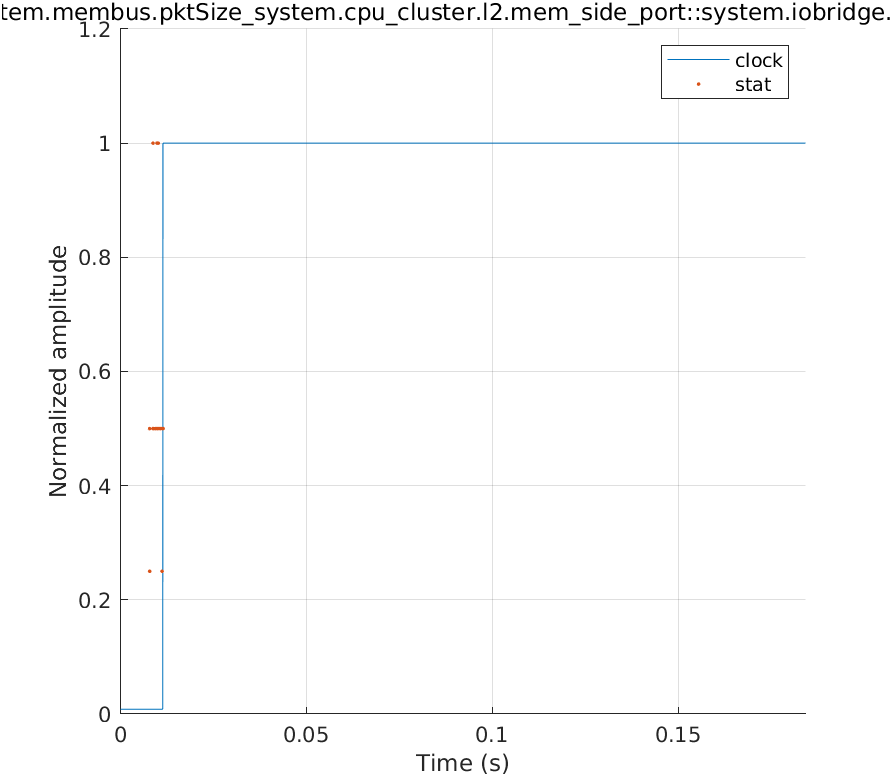 tem.membus.pktSize_system.cpu_cluster.l2.mem_side_port::system.iobridge.
1.2
clock
stat
1
0.8
Normalized amplitude
0.6
0.4
0.2
0
0 0.05 0.1 0.15
Time (s)